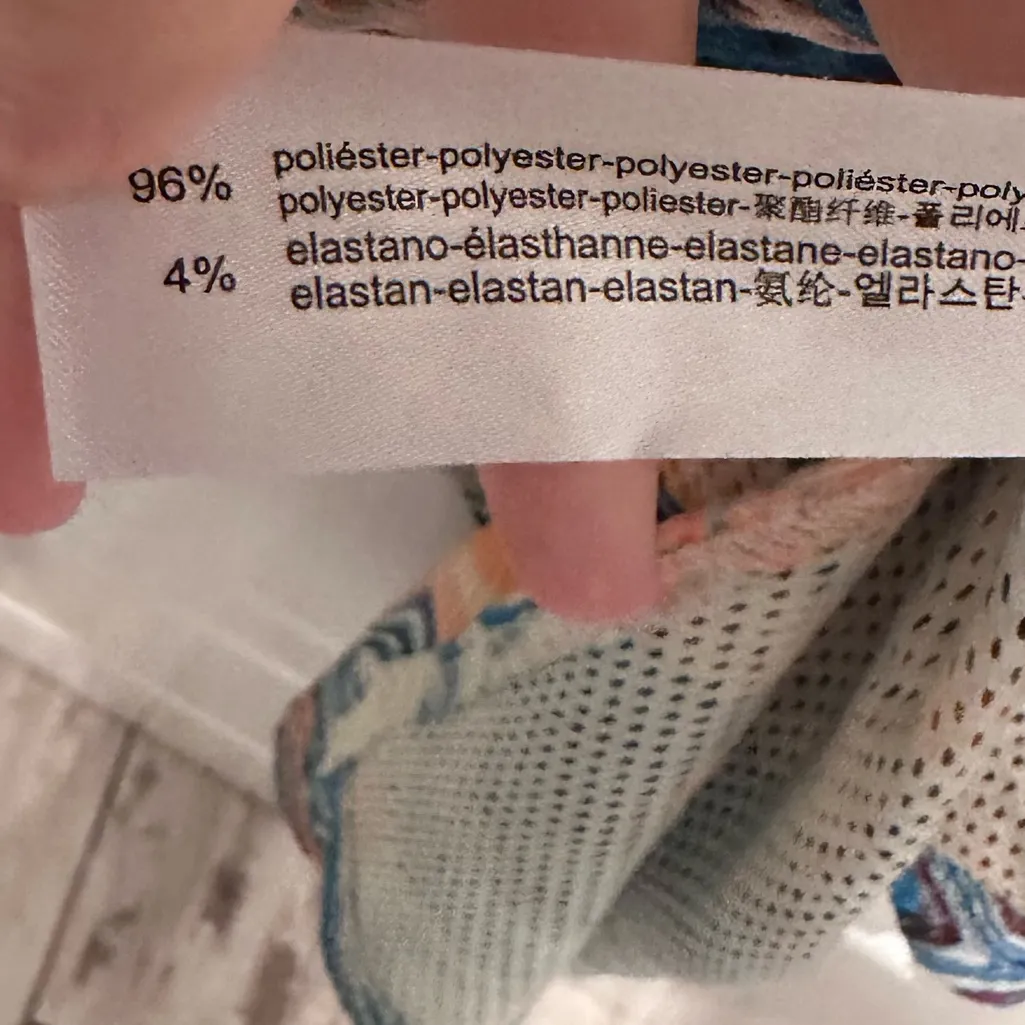 96% poliéster-polyester-polyester-poliéster-poly
polyester-polyester-poliester-聚酯纤维-폴리에
4% elastano-élasthanne-elastane-elastano-
elastan-elastan-elastan-氨纶-엘라스탄-